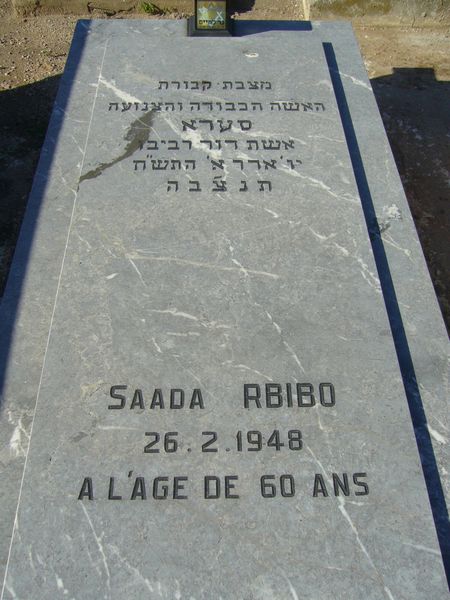 מצבת קבורת
האשה הכבודה והצנועה
סעדא
אשת דוד רביבו
יו'אדר א' התש"ח
ת נ צ ב ה
SAADA RBIBO
26.2.1948
A L'AGE DE 60 ANS